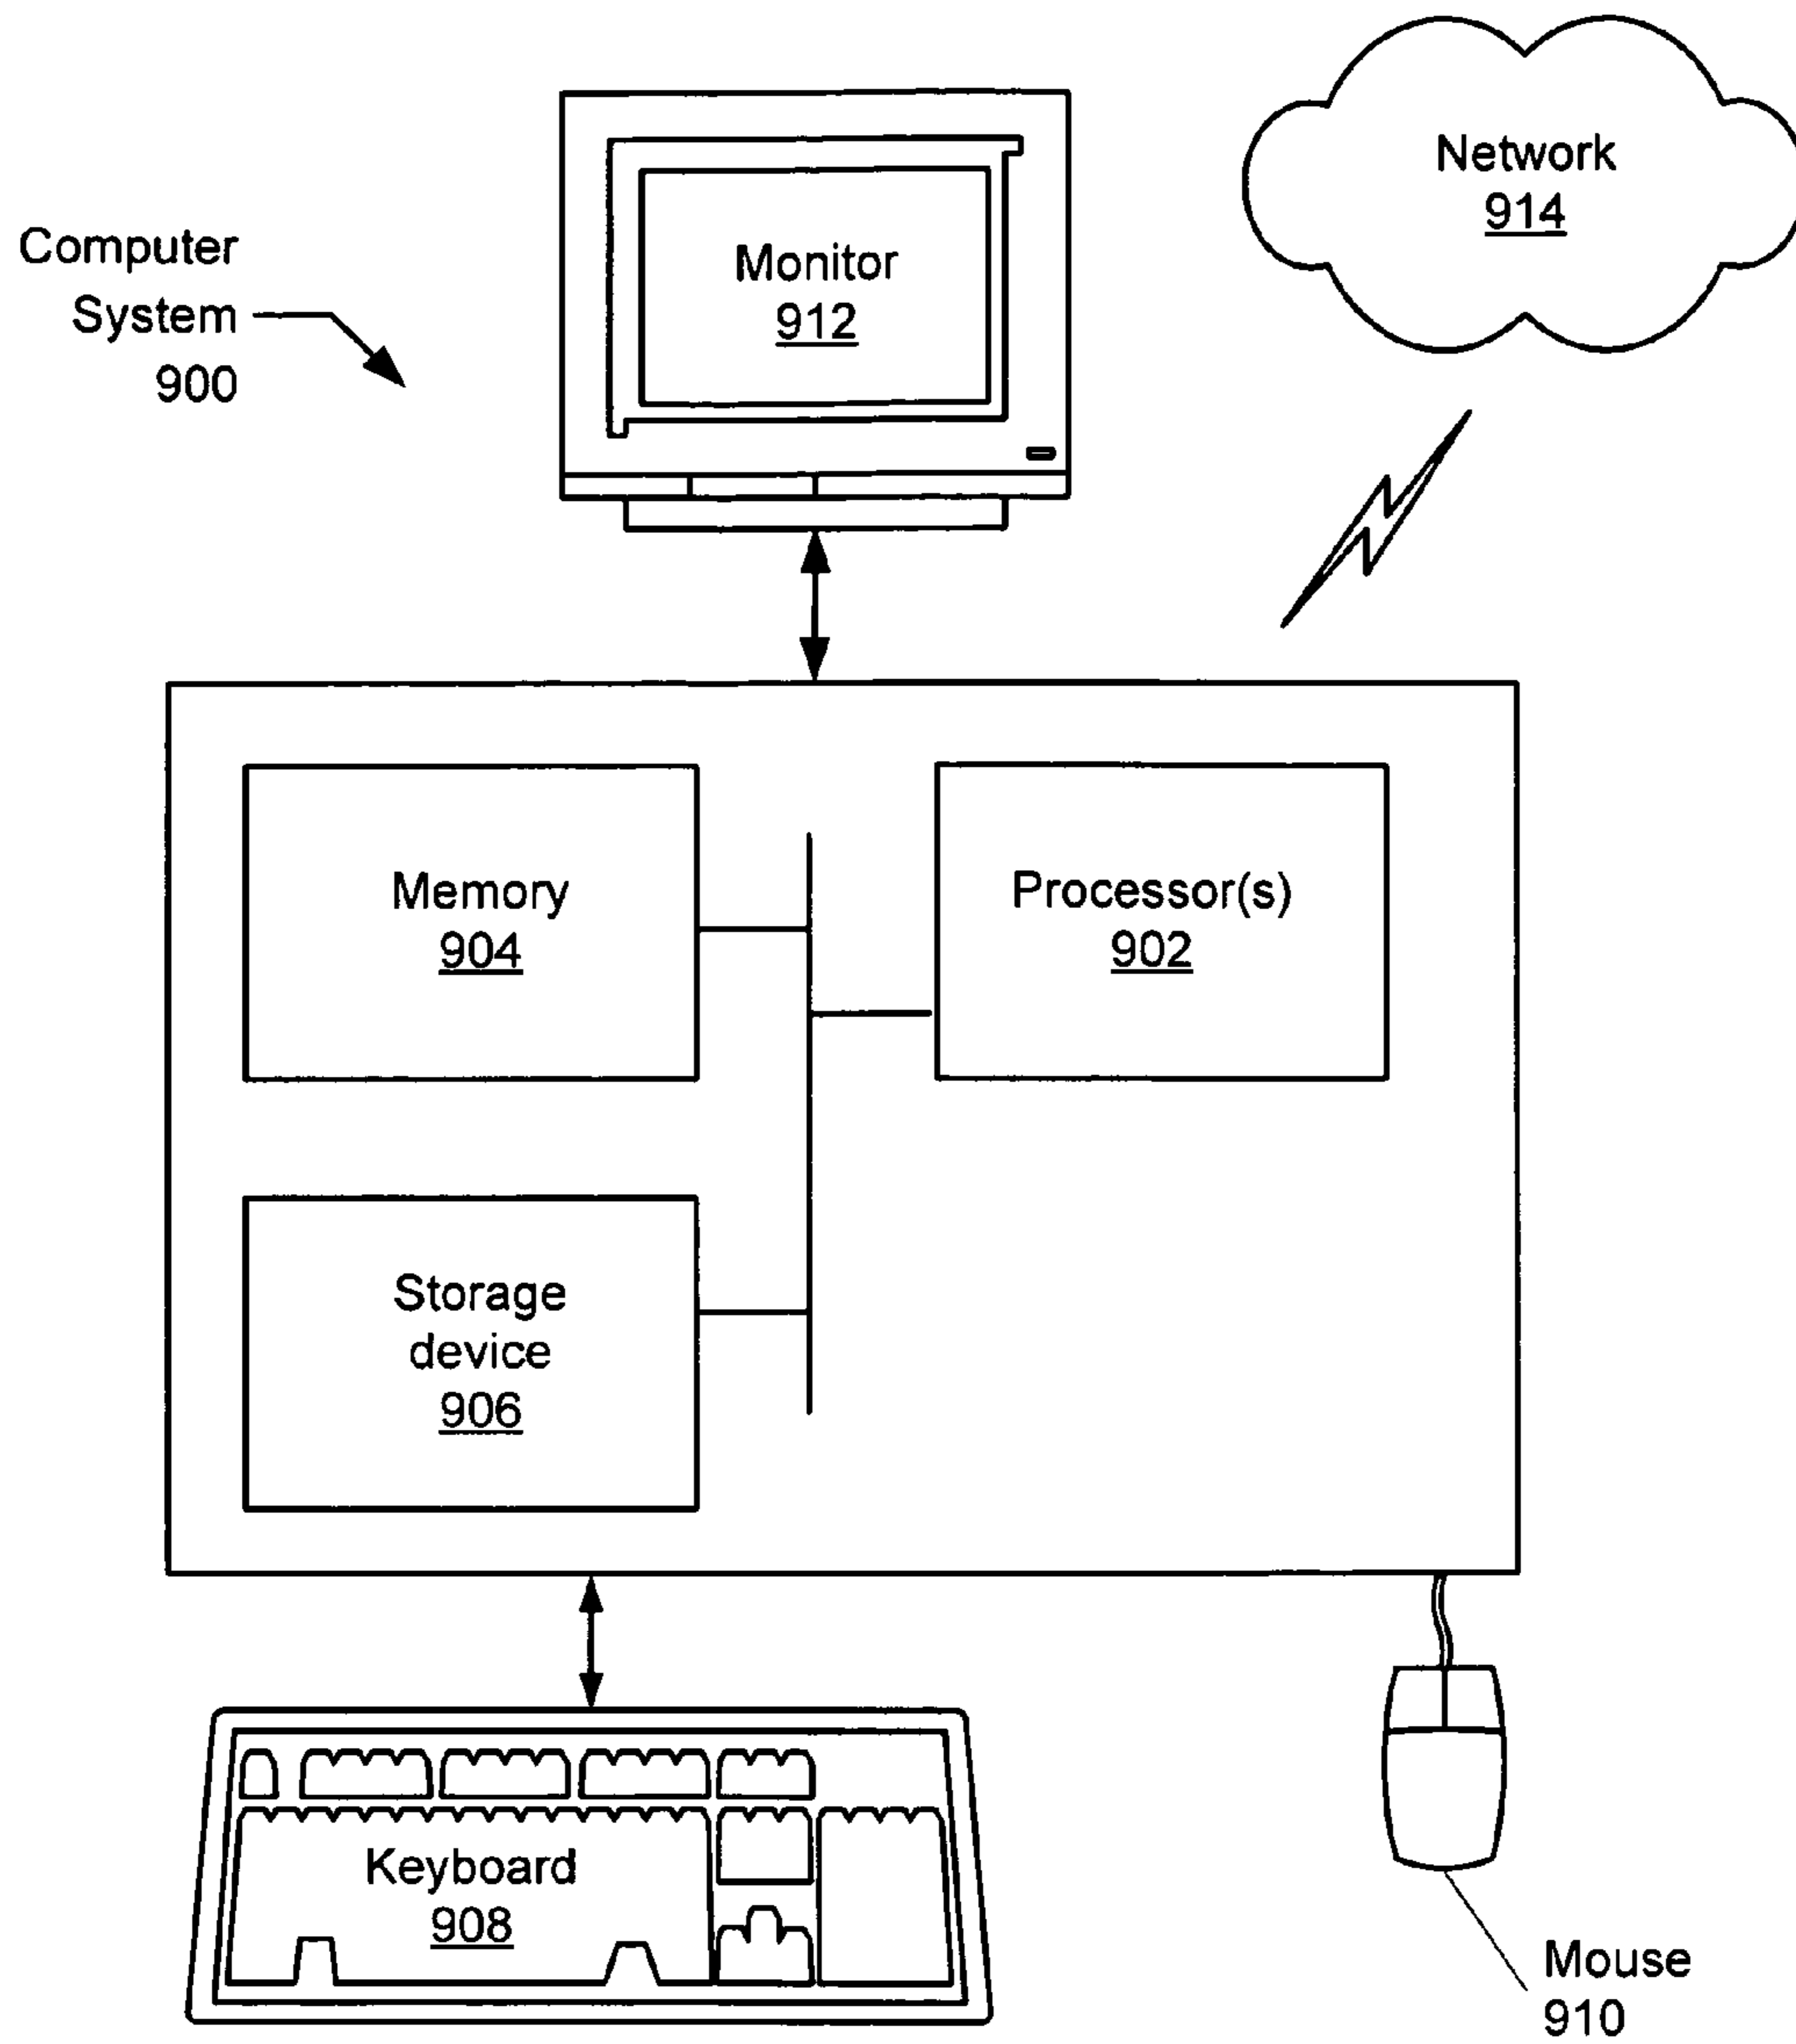 Network
914
Computer
System
900
Monitor
912
Memory
904
Processor(s)
902
Storage
device
906
Keyboard
908
Mouse
910